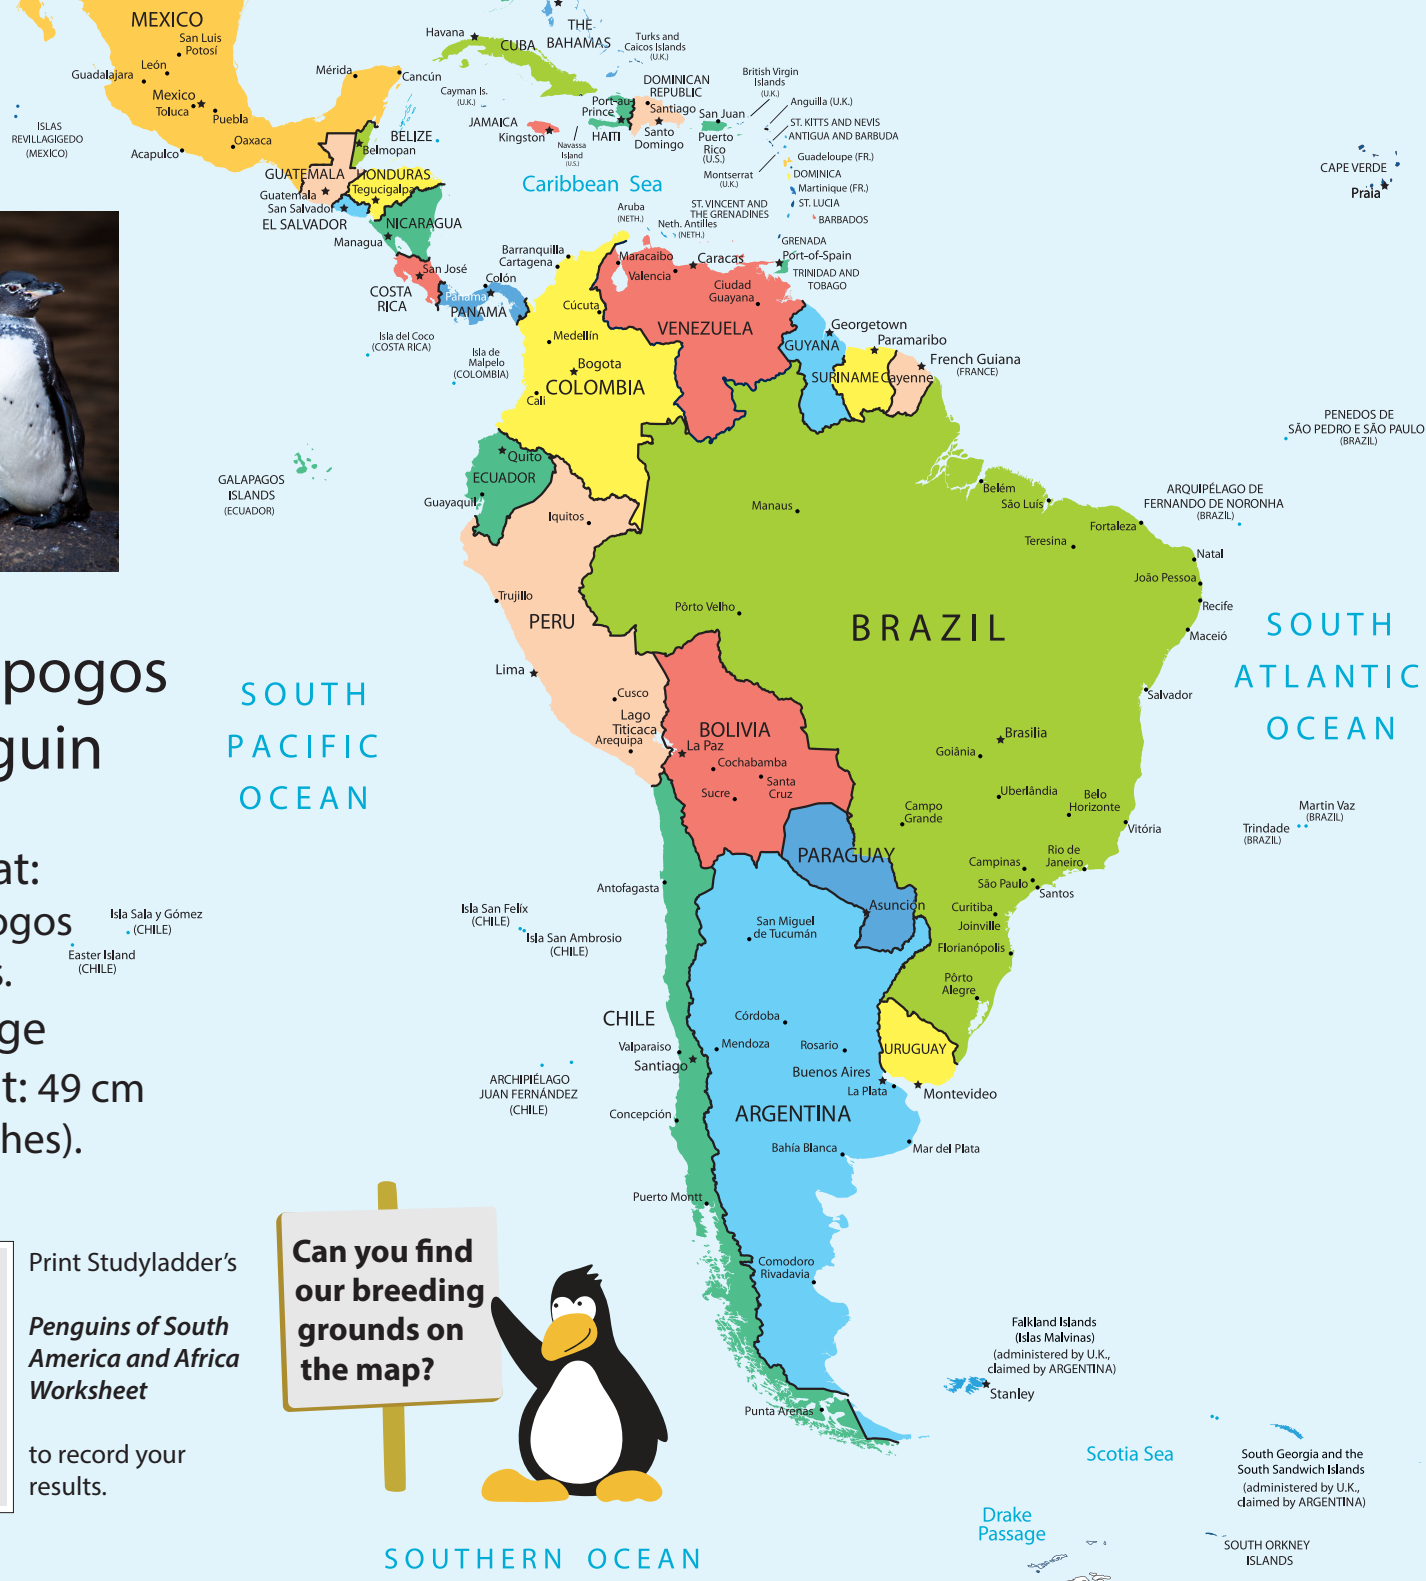 MEXICO
San Luis
Potosí
León
Guadalajara
Mexico
Toluca
Puebla
Acapulco
Oaxaca
Mérida
Cancún
ISLAS
REVILLAGIGEDO
(MEXICO)
Havana
CUBA
THE
BAHAMAS
Turks and
Caicos Islands
(U.K.)
Cayman Is.
(U.K.)
JAMAICA
Kingston
Navassa
Island
(U.S.)
Port-au-
Prince
HAITI
DOMINICAN
REPUBLIC
Santiago
Santo
Domingo
San Juan
Puerto
Rico
(U.S.)
British Virgin
Islands
(U.K.)
Anguilla (U.K.)
ST. KITTS AND NEVIS
ANTIGUA AND BARBUDA
Montserrat
(U.K.)
Guadeloupe (FR.)
DOMINICA
Martinique (FR.)
ST. LUCIA
ST. VINCENT AND
THE GRENADINES
BARBADOS
GRENADA
Port-of-Spain
TRINIDAD AND
TOBAGO
Aruba
(NETH.)
Neth. Antilles
(NETH.)
Caribbean Sea
CAPE VERDE
Praia
BELIZE
Belmopan
GUATEMALA
Guatemala
HONDURAS
Tegucigalpa
San Salvador
EL SALVADOR
NICARAGUA
Managua
San José
COSTA
RICA
Colón
Panama
PANAMA
Isla del Coco
(COSTA RICA)
Isla de
Malpelo
(COLOMBIA)
Barranquilla
Cartagena
Cúcuta
Medellín
Bogota
COLOMBIA
Cali
Maracaibo
Caracas
Valencia
Ciudad
Guayana
VENEZUELA
Georgetown
GUYANA
Paramaribo
SURINAME
French Guiana
(FRANCE)
Cayenne
PENEDOS DE
SÃO PEDRO E SÃO PAULO
(BRAZIL)
ARQUIPÉLAGO DE
FERNANDO DE NORONHA
(BRAZIL)
GALAPAGOS
ISLANDS
(ECUADOR)
Quito
ECUADOR
Guayaquil
Iquitos
Trujillo
PERU
Lima
Cusco
Lago
Titicaca
Arequipa
Manaus
Pôrto Velho
BRAZIL
Belém
São Luís
Teresina
Fortaleza
Natal
João Pessoa
Recife
Maceió
Salvador
Brasilia
Goiânia
Uberlândia
Belo
Horizonte
Vitória
Campo
Grande
Rio de
Janeiro
Campinas
São Paulo
Santos
Curitiba
Joinville
Florianópolis
Pôrto
Alegre
BOLIVIA
La Paz
Cochabamba
Santa
Cruz
Sucre
PARAGUAY
Asunción
SOUTH
PACIFIC
OCEAN
SOUTH
ATLANTIC
OCEAN
Martin Vaz
(BRAZIL)
Trindade
(BRAZIL)
pogos
guin
at:
ogos
s.
ge
t: 49 cm
hes).
Isla Sala y Gómez
(CHILE)
Easter Island
(CHILE)
Isla San Felíx
(CHILE)
Isla San Ambrosio
(CHILE)
ARCHIPIÉLAGO
JUAN FERNÁNDEZ
(CHILE)
Antofagasta
CHILE
Valparaiso
Santiago
Concepción
Puerto Montt
Punta Arenas
San Miguel
de Tucumán
Córdoba
Mendoza
Rosario
Buenos Aires
La Plata
ARGENTINA
Bahía Blanca
Mar del Plata
Comodoro
Rivadavia
URUGUAY
Montevideo
Print Studyladder's
Penguins of South
America and Africa
Worksheet
to record your
results.
Can you find
our breeding
grounds on
the map?
Falkland Islands
(Islas Malvinas)
(administered by U.K.,
claimed by ARGENTINA)
Stanley
Scotia Sea
South Georgia and the
South Sandwich Islands
(administered by U.K.,
claimed by ARGENTINA)
Drake
Passage
SOUTH ORKNEY
ISLANDS
SOUTHERN OCEAN